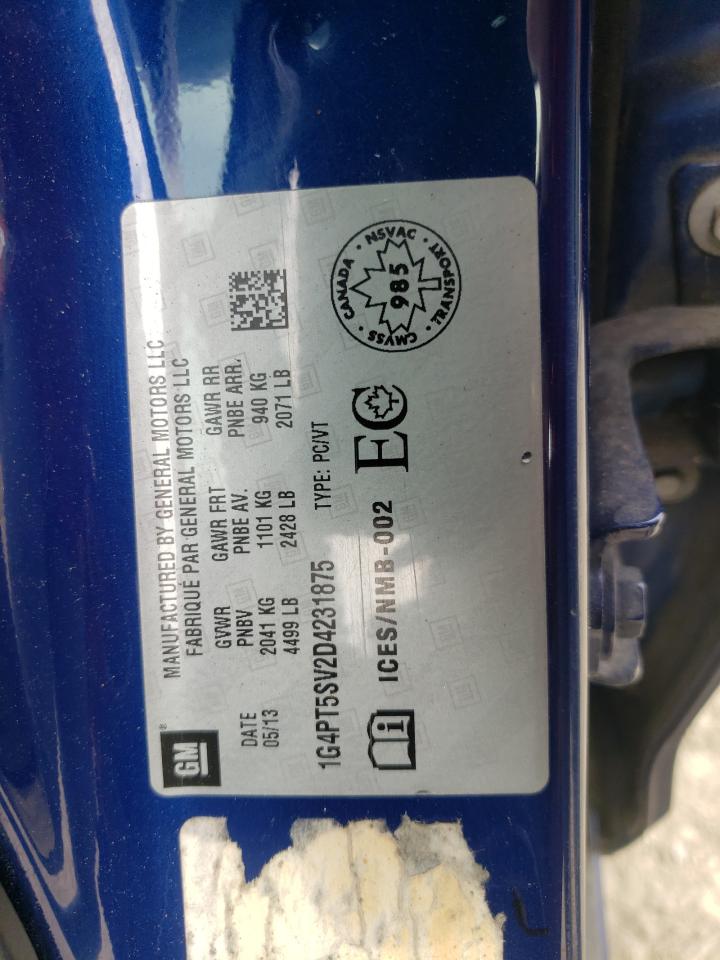 GM®
MANUFACTURED BY GENERAL MOTORS LLC
FABRIQUÉ PAR GENERAL MOTORS LLC
DATE
05/13
GVWR
PNBV
2041 KG
4499 LB
GAWR FRT
PNBE AV.
1101 KG
2428 LB
GAWR RR
PNBE ARR.
940 KG
2071 LB
1G4PT5SV2D4231875
TYPE: PC/VT
ICES/NMB-002
EC
CANADA · NSVAC · TRANSPORT · CMVSS ·
985